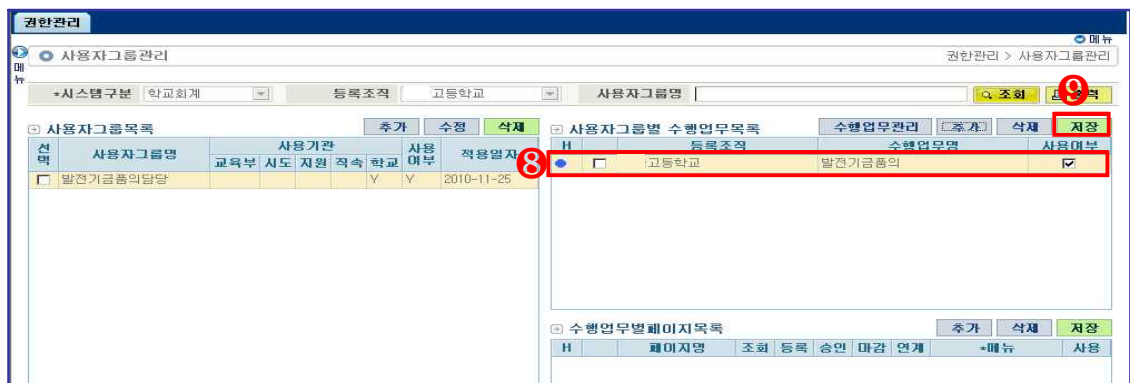 권한관리
메뉴
메뉴
사용자그룹관리 권한관리 > 사용자그룹관리
*시스템구분 학교회계 등록조직 고등학교 사용자그룹명 조회
9
사용자그룹목록 추가 수정 삭제
선택 사용자그룹명 사용기관 사용여부 적용일자
교육부 시도 지원 직속 학교
발전기금품의담당 Y Y 2010-11-25
사용자그룹별 수행업무목록 수행업무관리 추가 삭제 저장
H 등록조직 수행업무명 사용여부
8
고등학교 발전기금품의
수행업무별페이지목록 추가 삭제 저장
H 페이지명 조회 등록 승인 마감 연계 *메뉴 사용